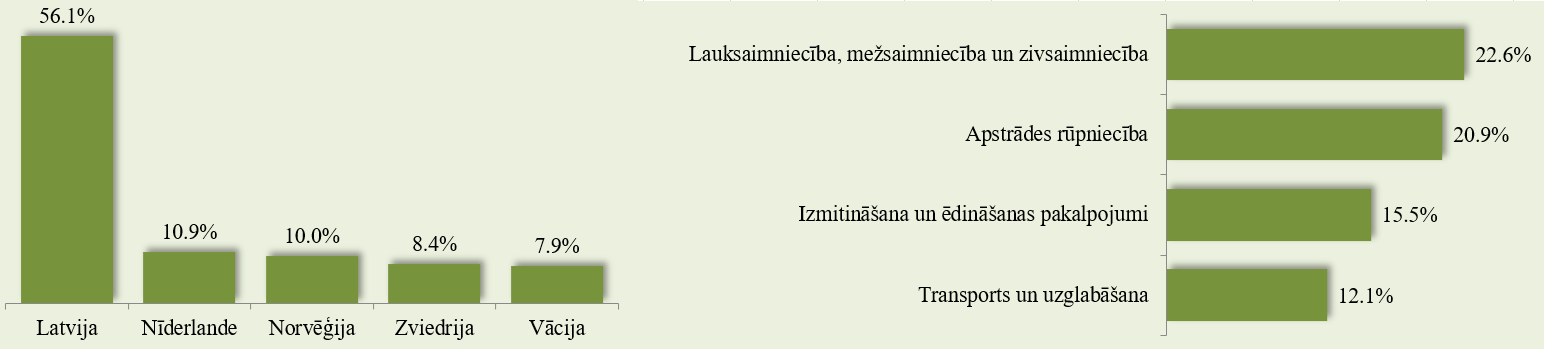 56.1%
10.9%
10.0%
8.4%
7.9%
Latvija
Nīderlande
Norvēģija
Zviedrija
Vācija
Lauksaimniecība, mežsaimniecība un zivsaimniecība
22.6%
Apstrādes rūpniecība
20.9%
Izmitināšana un ēdināšanas pakalpojumi
15.5%
Transports un uzglabāšana
12.1%